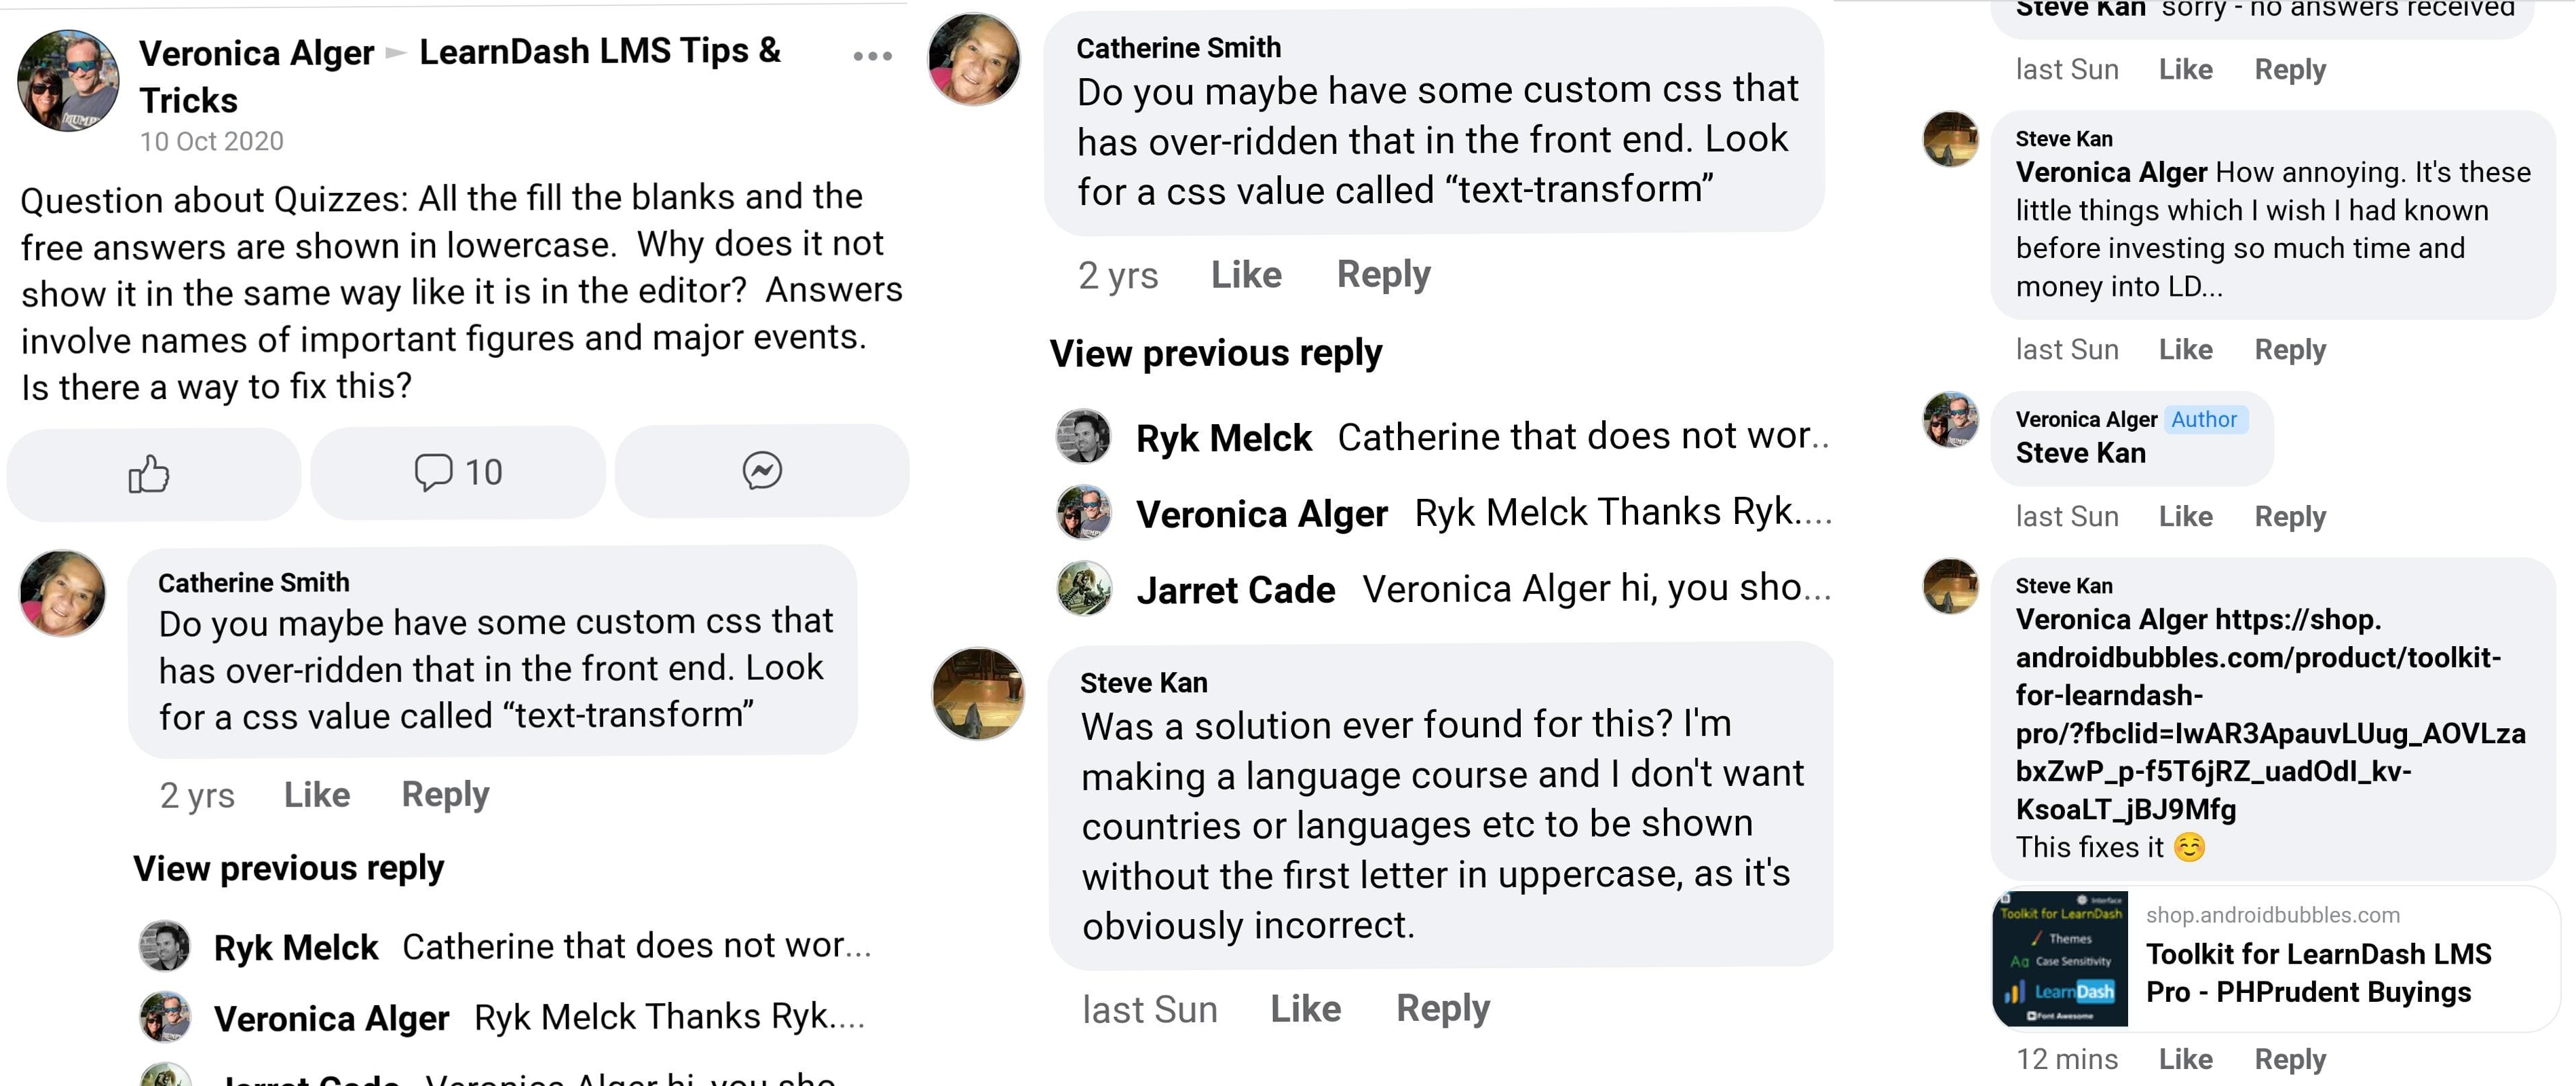 Veronica Alger ► LearnDash LMS Tips &
Tricks
10 Oct 2020
Question about Quizzes: All the fill the blanks and the
free answers are shown in lowercase.  Why does it not
show it in the same way like it is in the editor?  Answers
involve names of important figures and major events.
Is there a way to fix this?
10
Catherine Smith
Do you maybe have some custom css that
has over-ridden that in the front end. Look
for a css value called “text-transform”
2 yrs Like Reply
View previous reply
Ryk Melck Catherine that does not wor...
Veronica Alger Ryk Melck Thanks Ryk....
Jarret Cade Veronica Alger hi, you sho
Catherine Smith
Do you maybe have some custom css that
has over-ridden that in the front end. Look
for a css value called “text-transform”
2 yrs Like Reply
View previous reply
Ryk Melck Catherine that does not wor..
Veronica Alger Ryk Melck Thanks Ryk....
Jarret Cade Veronica Alger hi, you sho...
Steve Kan
Was a solution ever found for this? I'm
making a language course and I don't want
countries or languages etc to be shown
without the first letter in uppercase, as it's
obviously incorrect.
last Sun Like Reply
Steve Kan sorry - no answers received
last Sun Like Reply
Steve Kan
Veronica Alger How annoying. It's these
little things which I wish I had known
before investing so much time and
money into LD...
last Sun Like Reply
Veronica Alger Author
Steve Kan
last Sun Like Reply
Steve Kan
Veronica Alger https://shop.
androidbubbles.com/product/toolkit-
for-learndash-
pro/?fbclid=IwAR3ApauvLUug_AOVLza
bxZwP_p-f5T6jRZ_uadOdI_kv-
KsoaLT_jBJ9Mfg
This fixes it ☺️
Interface
Toolkit for LearnDash
Themes
Aa Case Sensitivity
LearnDash
Font Awesome
shop.androidbubbles.com
Toolkit for LearnDash LMS
Pro - PHPrudent Buyings
12 mins Like Reply